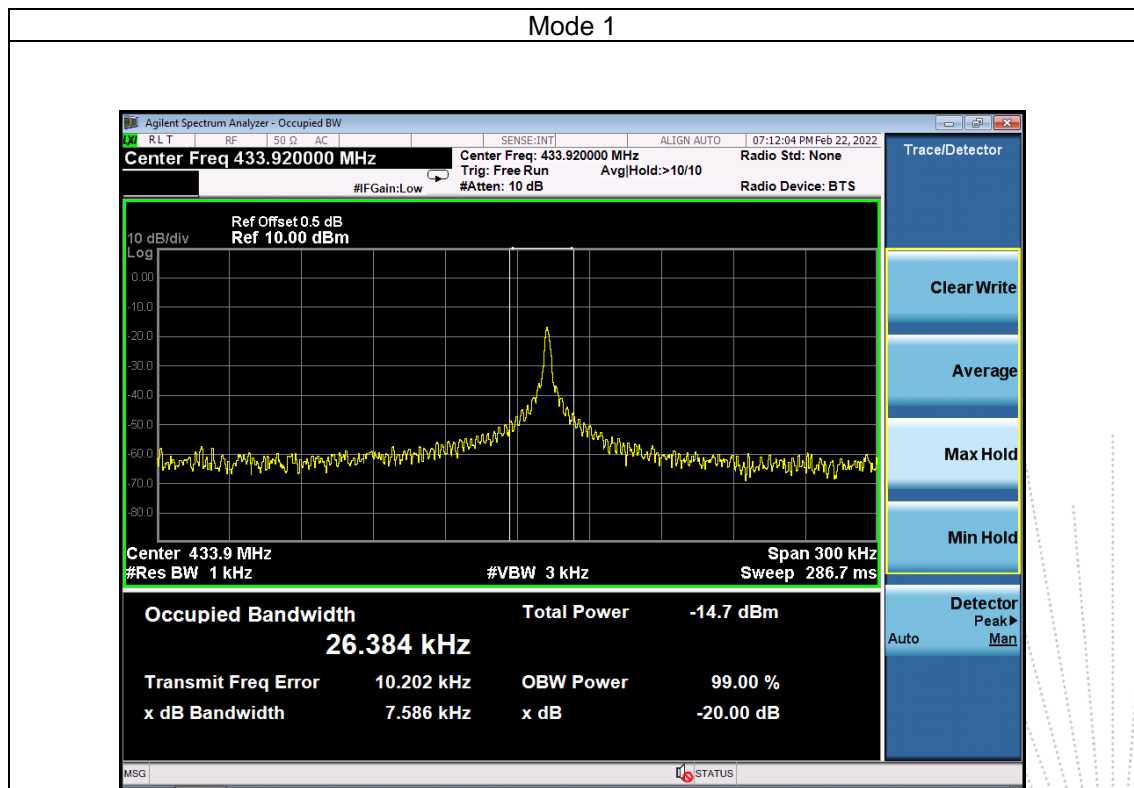 Mode 1
Agilent Spectrum Analyzer - Occupied BW
LXI RLT RF 50 Ω AC SENSE:INT ALIGN AUTO 07:12:04 PM Feb 22, 2022
Center Freq 433.920000 MHz
Center Freq: 433.920000 MHz
Radio Std: None
Trig: Free Run Avg|Hold:>10/10
#IFGain:Low #Atten: 10 dB Radio Device: BTS
Trace/Detector
Ref Offset 0.5 dB
10 dB/div Ref 10.00 dBm
Log
0.00
-10.0
-20.0
-30.0
-40.0
-50.0
-60.0
-70.0
-80.0
Center 433.9 MHz Span 300 kHz
#Res BW 1 kHz #VBW 3 kHz Sweep 286.7 ms
Clear Write
Average
Max Hold
Min Hold
Detector
Peak▶
Auto Man
Occupied Bandwidth Total Power -14.7 dBm
26.384 kHz
Transmit Freq Error 10.202 kHz OBW Power 99.00 %
x dB Bandwidth 7.586 kHz x dB -20.00 dB
MSG STATUS